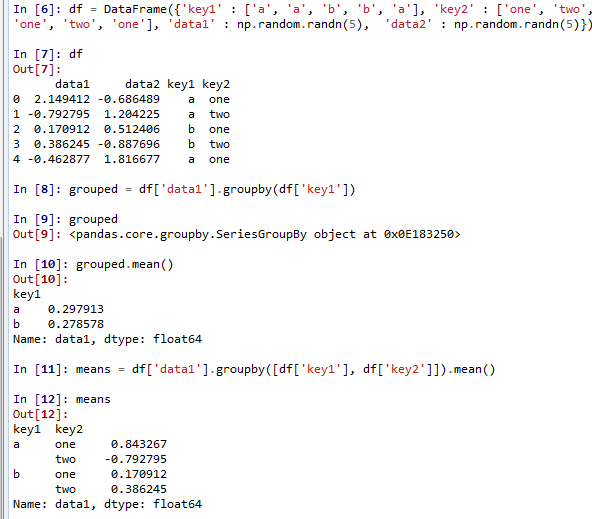 In [6]: df = DataFrame({'key1' : ['a', 'a', 'b', 'b', 'a'], 'key2' : ['one', 'two',
'one', 'two', 'one'], 'data1' : np.random.randn(5),  'data2' : np.random.randn(5)})
In [7]: df
Out[7]:
      data1     data2 key1 key2
0  2.149412 -0.686489    a  one
1 -0.792795  1.204225    a  two
2  0.170912  0.512406    b  one
3  0.386245 -0.887696    b  two
4 -0.462877  1.816677    a  one
In [8]: grouped = df['data1'].groupby(df['key1'])
In [9]: grouped
Out[9]: <pandas.core.groupby.SeriesGroupBy object at 0x0E183250>
In [10]: grouped.mean()
Out[10]:
key1
a    0.297913
b    0.278578
Name: data1, dtype: float64
In [11]: means = df['data1'].groupby([df['key1'], df['key2']]).mean()
In [12]: means
Out[12]:
key1  key2
a     one     0.843267
      two    -0.792795
b     one     0.170912
      two     0.386245
Name: data1, dtype: float64